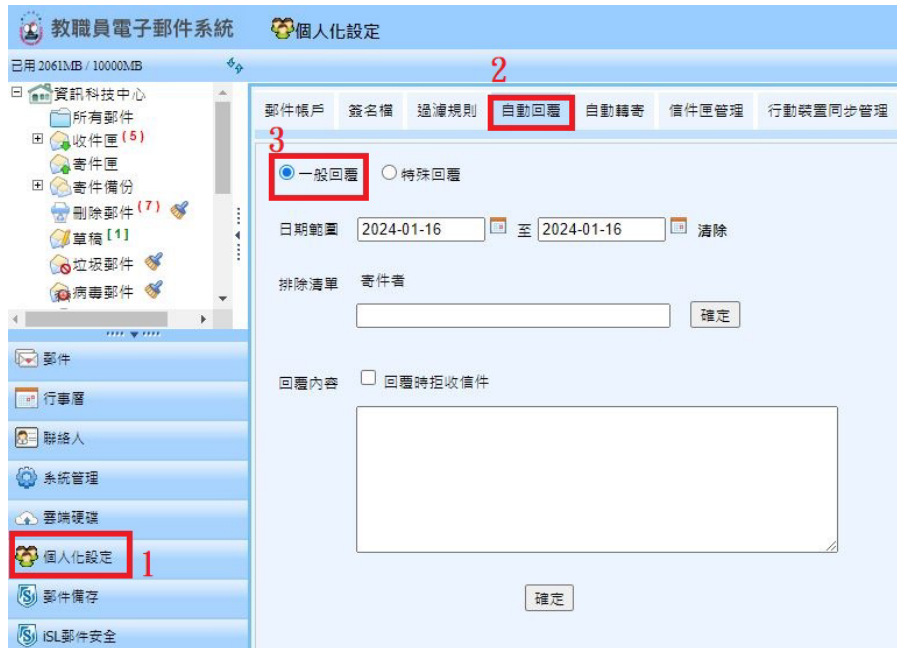 教職員電子郵件系統
個人化設定
已用 2061MB / 10000MB
資訊科技中心
所有郵件
收件匣 (5)
寄件匣
寄件備份
刪除郵件 (7)
草稿 [1]
垃圾郵件
病毒郵件
郵件
行事曆
聯絡人
系統管理
雲端硬碟
個人化設定 1
郵件備存
iSL郵件安全
2
郵件帳戶 簽名檔 過濾規則 自動回覆 自動轉寄 信件匣管理 行動裝置同步管理
3
一般回覆 特殊回覆
日期範圍 2024-01-16 至 2024-01-16 清除
排除清單 寄件者
確定
回覆內容 回覆時拒收信件
確定